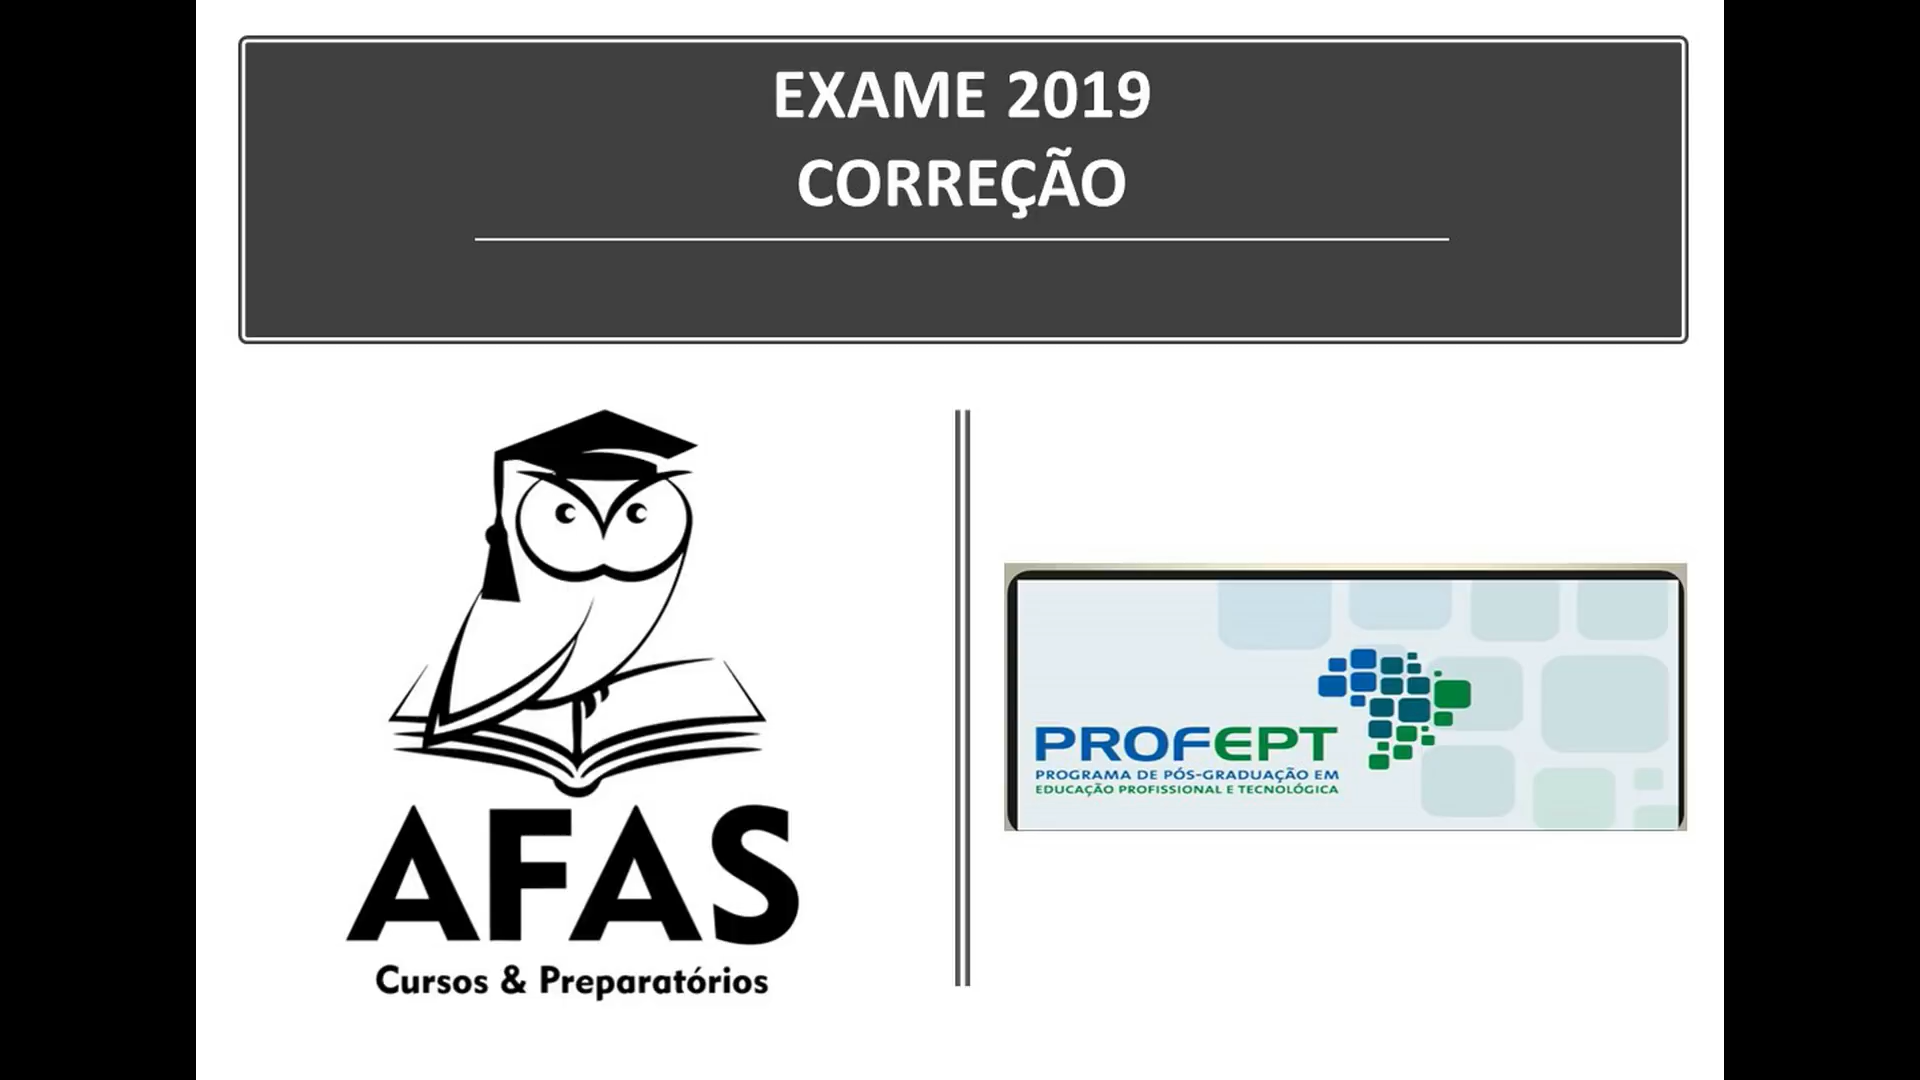 EXAME 2019
CORREÇÃO
AFAS
Cursos & Preparatórios
PROFEPT
PROGRAMA DE PÓS-GRADUAÇÃO EM
EDUCAÇÃO PROFISSIONAL E TECNOLÓGICA